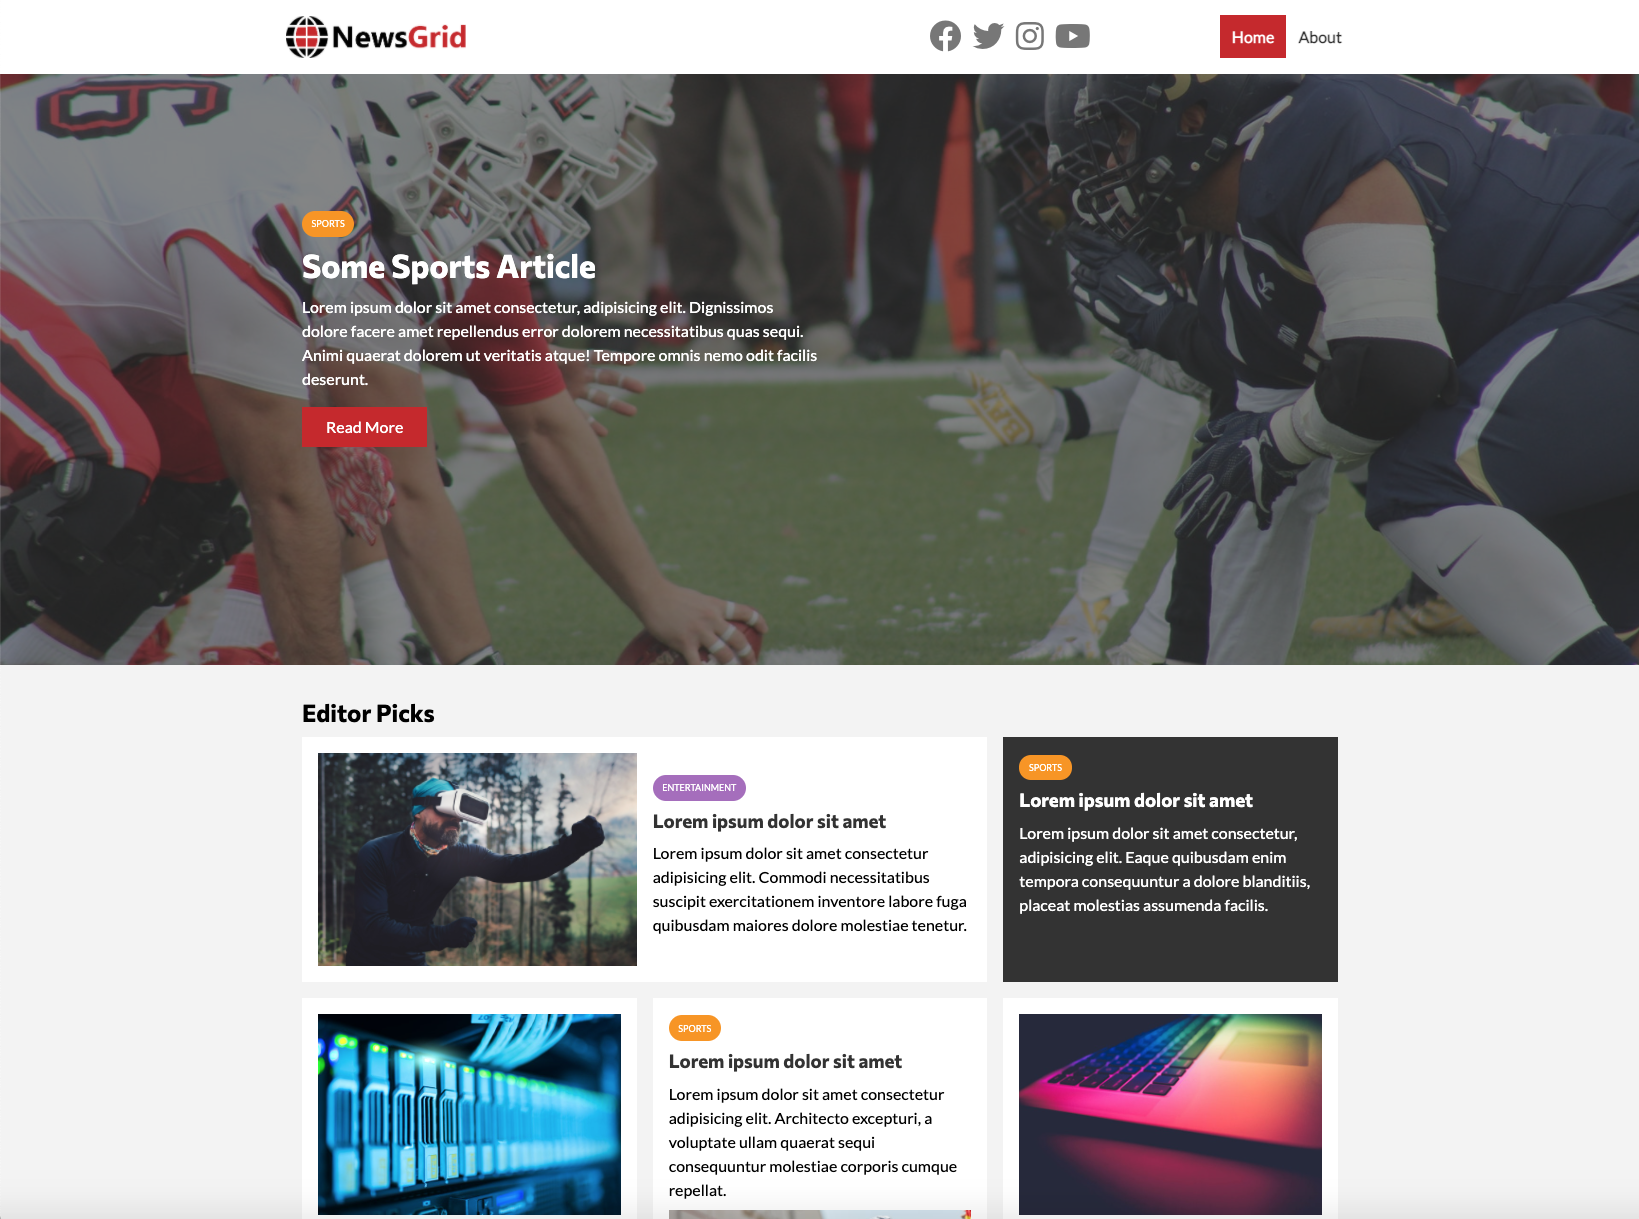 NewsGrid
Home
About
SPORTS
Some Sports Article
Lorem ipsum dolor sit amet consectetur, adipisicing elit. Dignissimos
dolore facere amet repellendus error dolorem necessitatibus quas sequi.
Animi quaerat dolorem ut veritatis atque! Tempore omnis nemo odit facilis
deserunt.
Read More
Editor Picks
ENTERTAINMENT
Lorem ipsum dolor sit amet
Lorem ipsum dolor sit amet consectetur
adipisicing elit. Commodi necessitatibus
suscipit exercitationem inventore labore fuga
quibusdam maiores dolore molestiae tenetur.
SPORTS
Lorem ipsum dolor sit amet
Lorem ipsum dolor sit amet consectetur,
adipisicing elit. Eaque quibusdam enim
tempora consequuntur a dolore blanditiis,
placeat molestias assumenda facilis.
SPORTS
Lorem ipsum dolor sit amet
Lorem ipsum dolor sit amet consectetur
adipisicing elit. Architecto excepturi, a
voluptate ullam quaerat sequi
consequuntur molestiae corporis cumque
repellat.